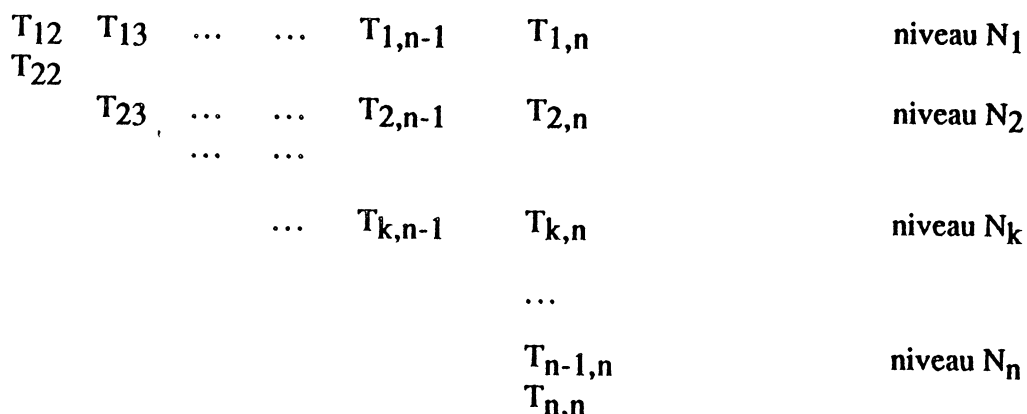 T12 T13 ... ... T1,n-1 T1,n niveau N1
T22
T23 ... ... T2,n-1 T2,n niveau N2
... ...
... Tk,n-1 Tk,n niveau Nk
...
Tn-1,n niveau Nn
Tn,n